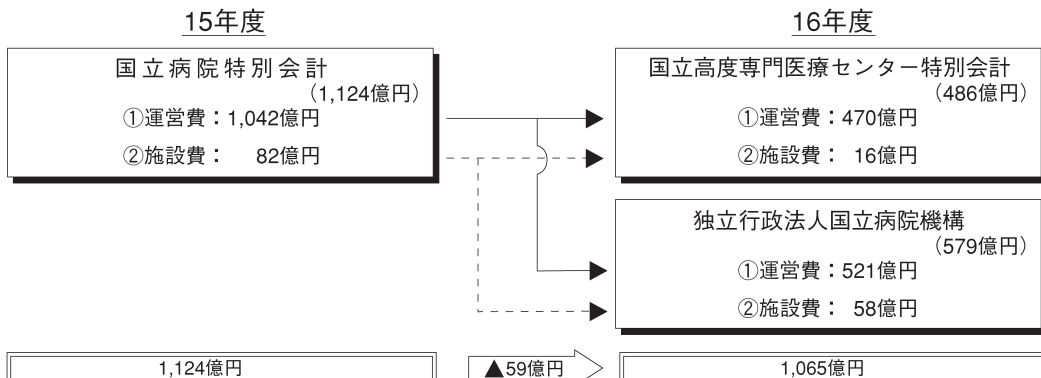 15年度
国立病院特別会計
（1,124億円）
①運営費：1,042億円
②施設費： 82億円
16年度
国立高度専門医療センター特別会計
（486億円）
①運営費：470億円
②施設費： 16億円
独立行政法人国立病院機構
（579億円）
①運営費：521億円
②施設費： 58億円
1,124億円
▲59億円
1,065億円